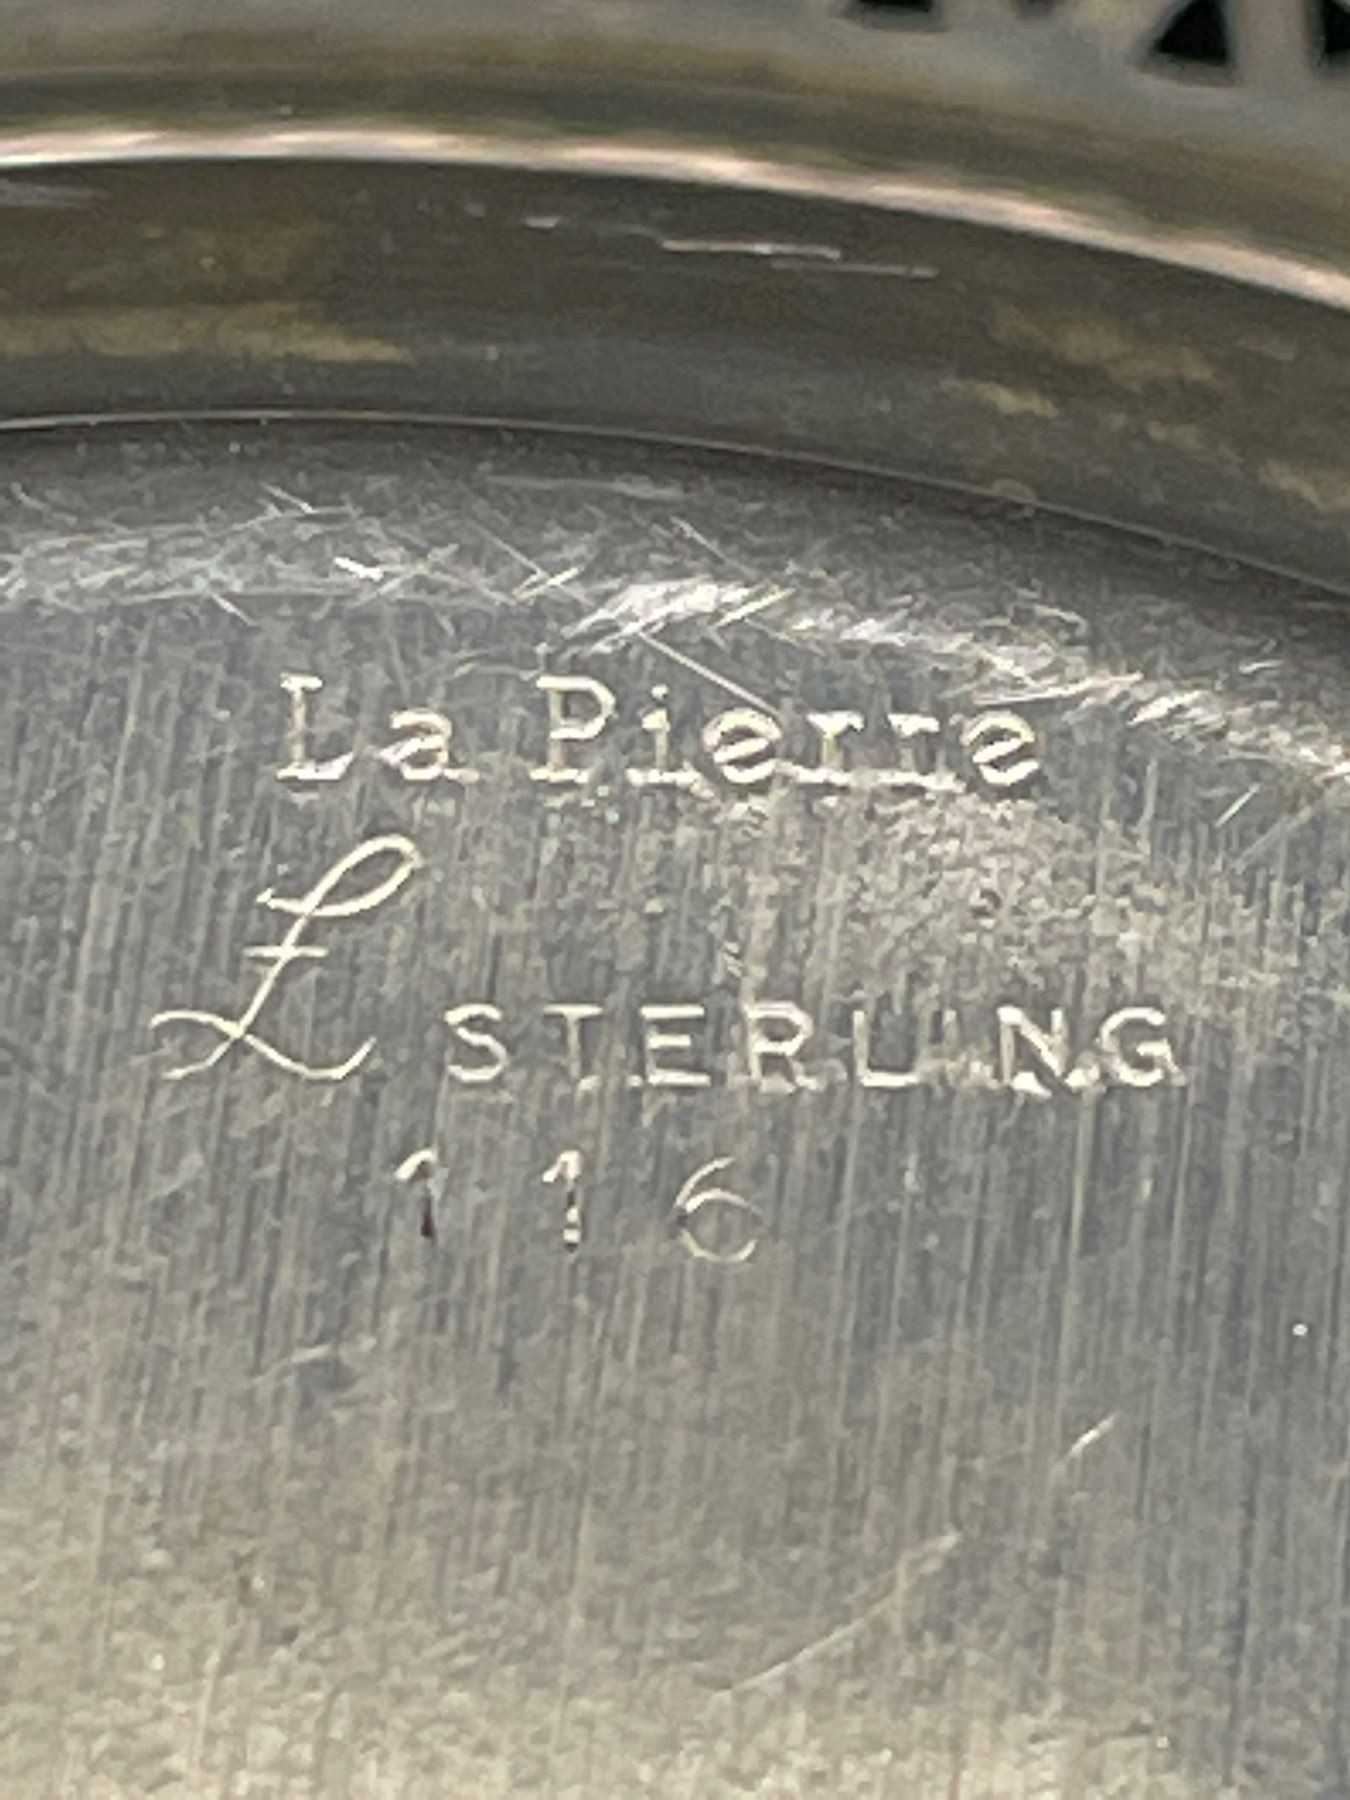 La Pierre
£ STERLING
116